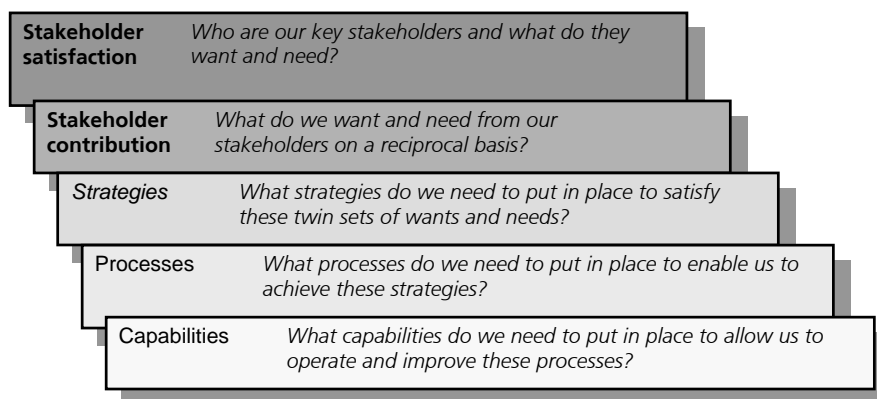 Stakeholder satisfaction
Who are our key stakeholders and what do they
want and need?
Stakeholder contribution
What do we want and need from our
stakeholders on a reciprocal basis?
Strategies
What strategies do we need to put in place to satisfy
these twin sets of wants and needs?
Processes
What processes do we need to put in place to enable us to
achieve these strategies?
Capabilities
What capabilities do we need to put in place to allow us to
operate and improve these processes?